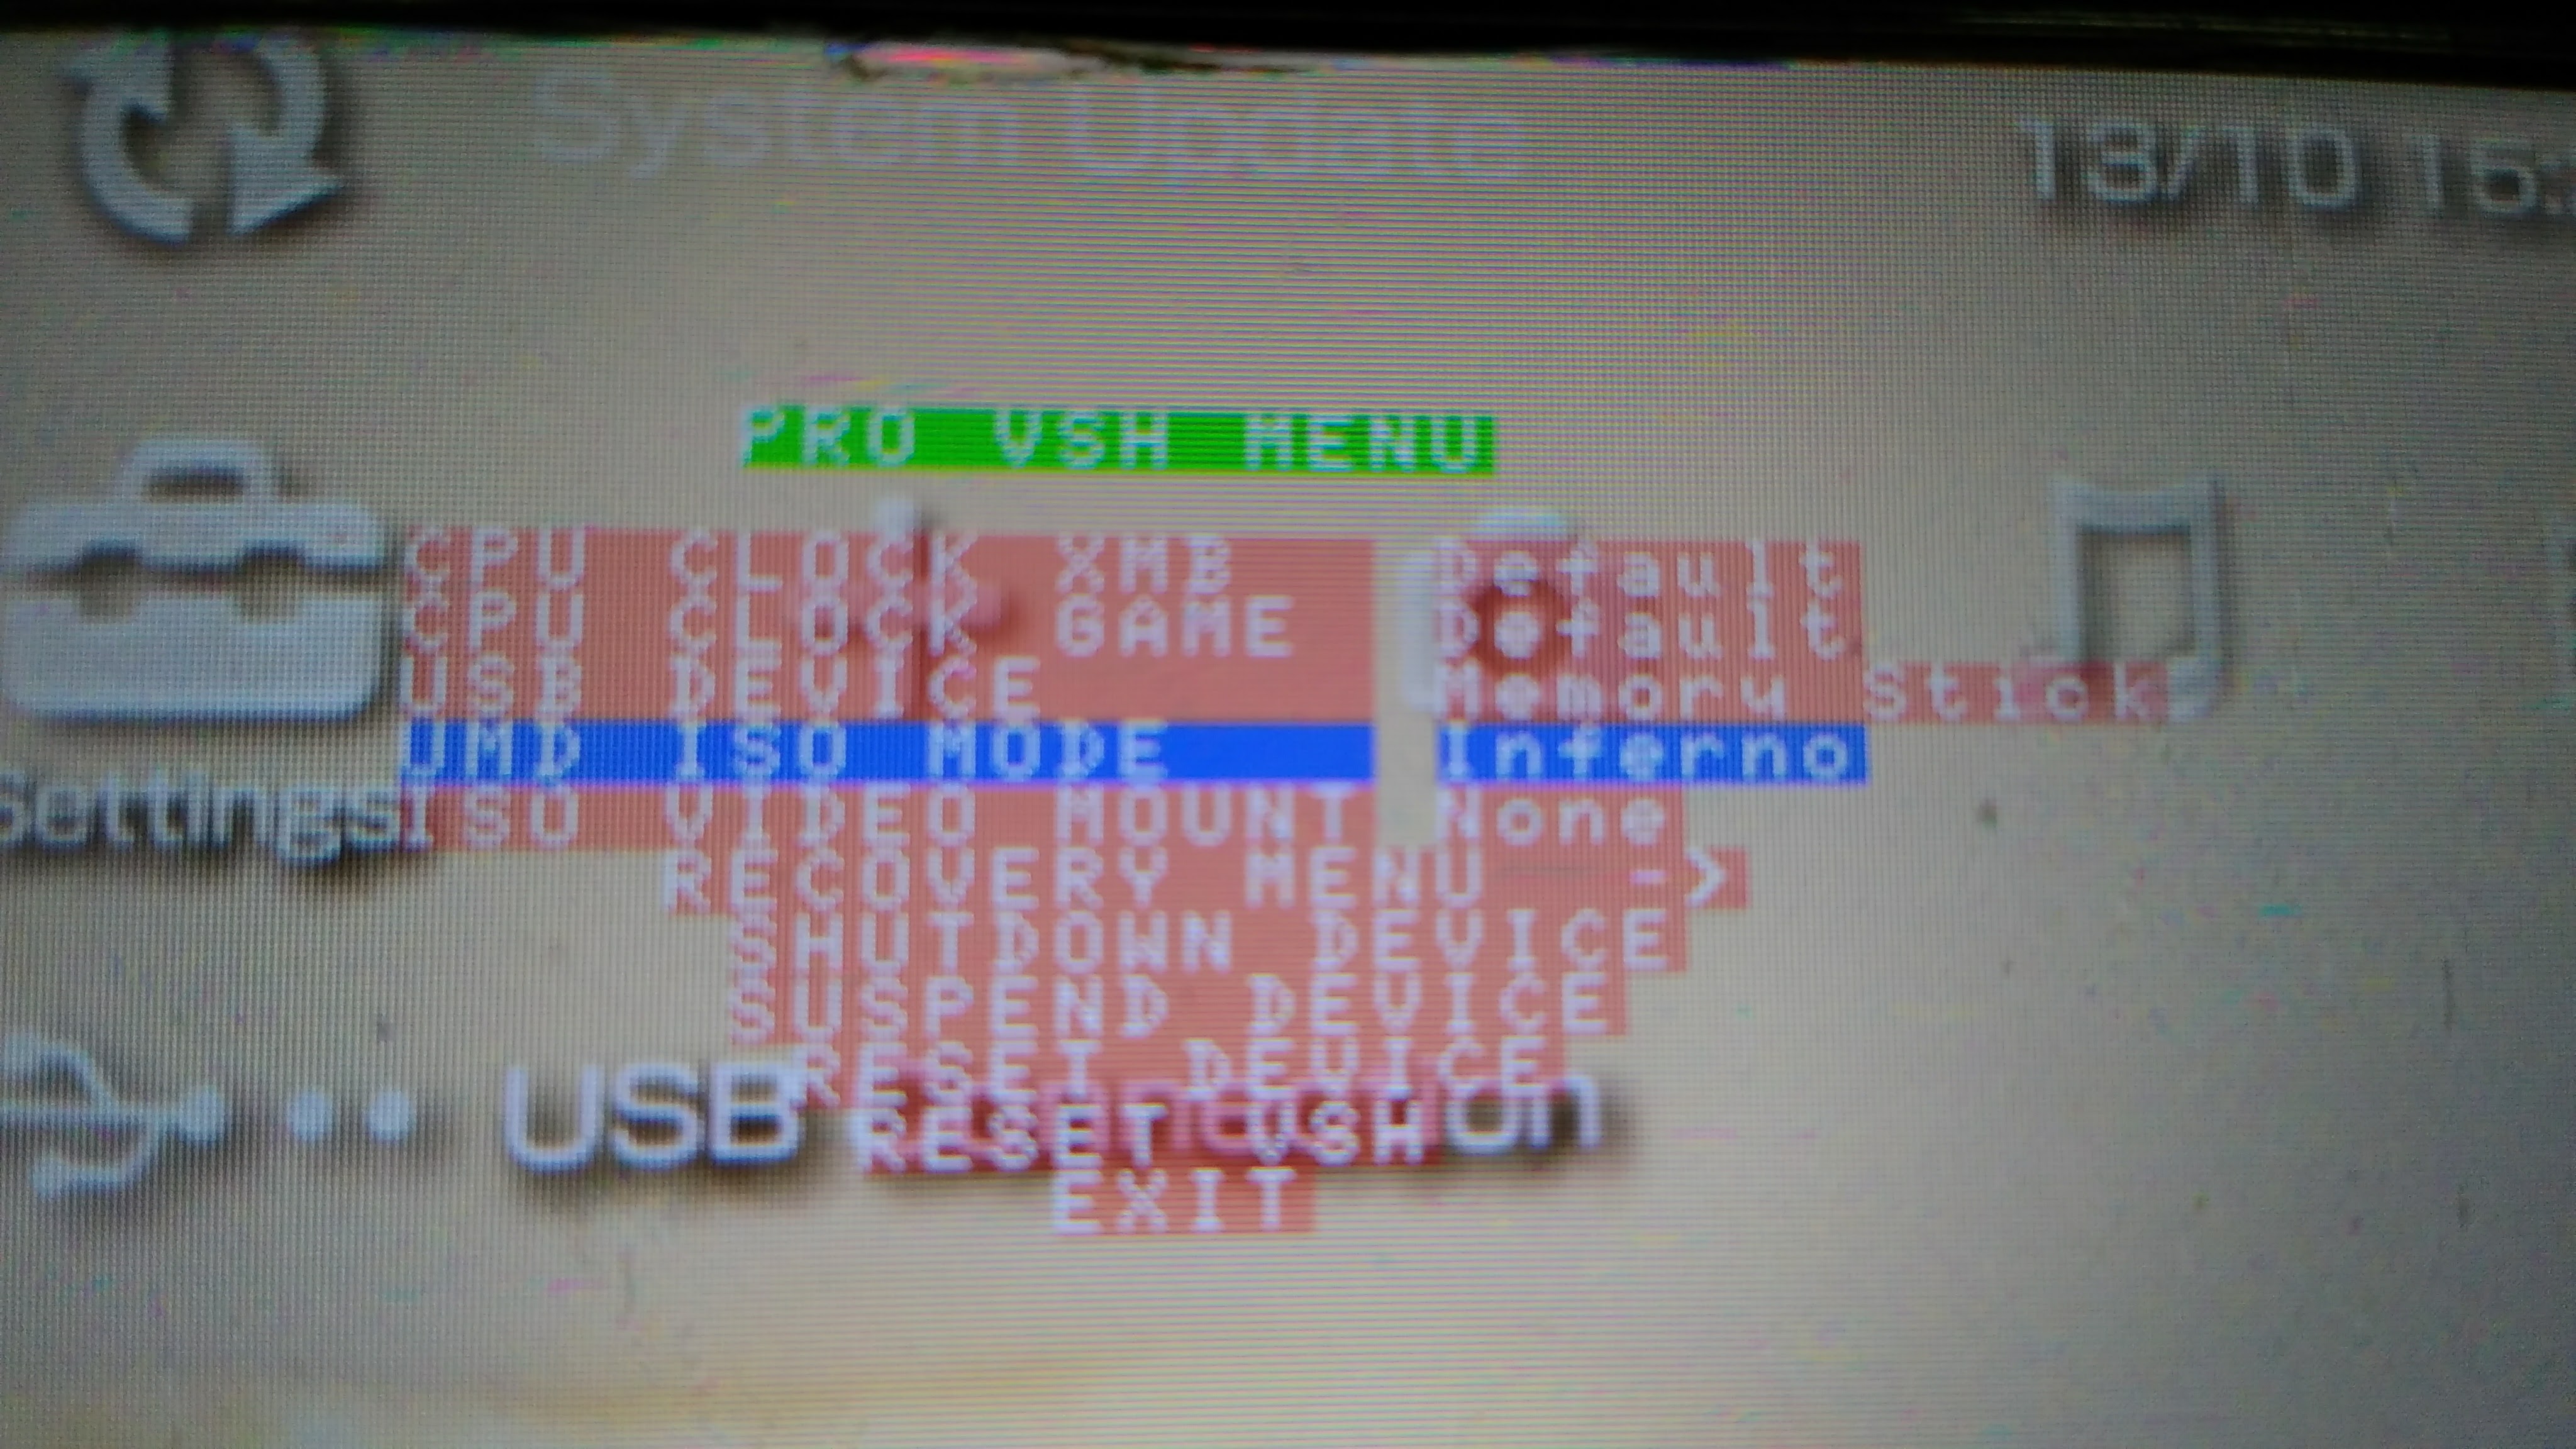 System Update
13/10 15:
PRO VSH MENU
CPU CLOCK XMB Default
CPU CLOCK GAME Default
USB DEVICE Memory Stick
UMD ISO MODE Inferno
Settings
ISO VIDEO MOUNT None
RECOVERY MENU ->
SHUTDOWN DEVICE
SUSPEND DEVICE
RESET DEVICE
USB
RESET VSH
EXIT